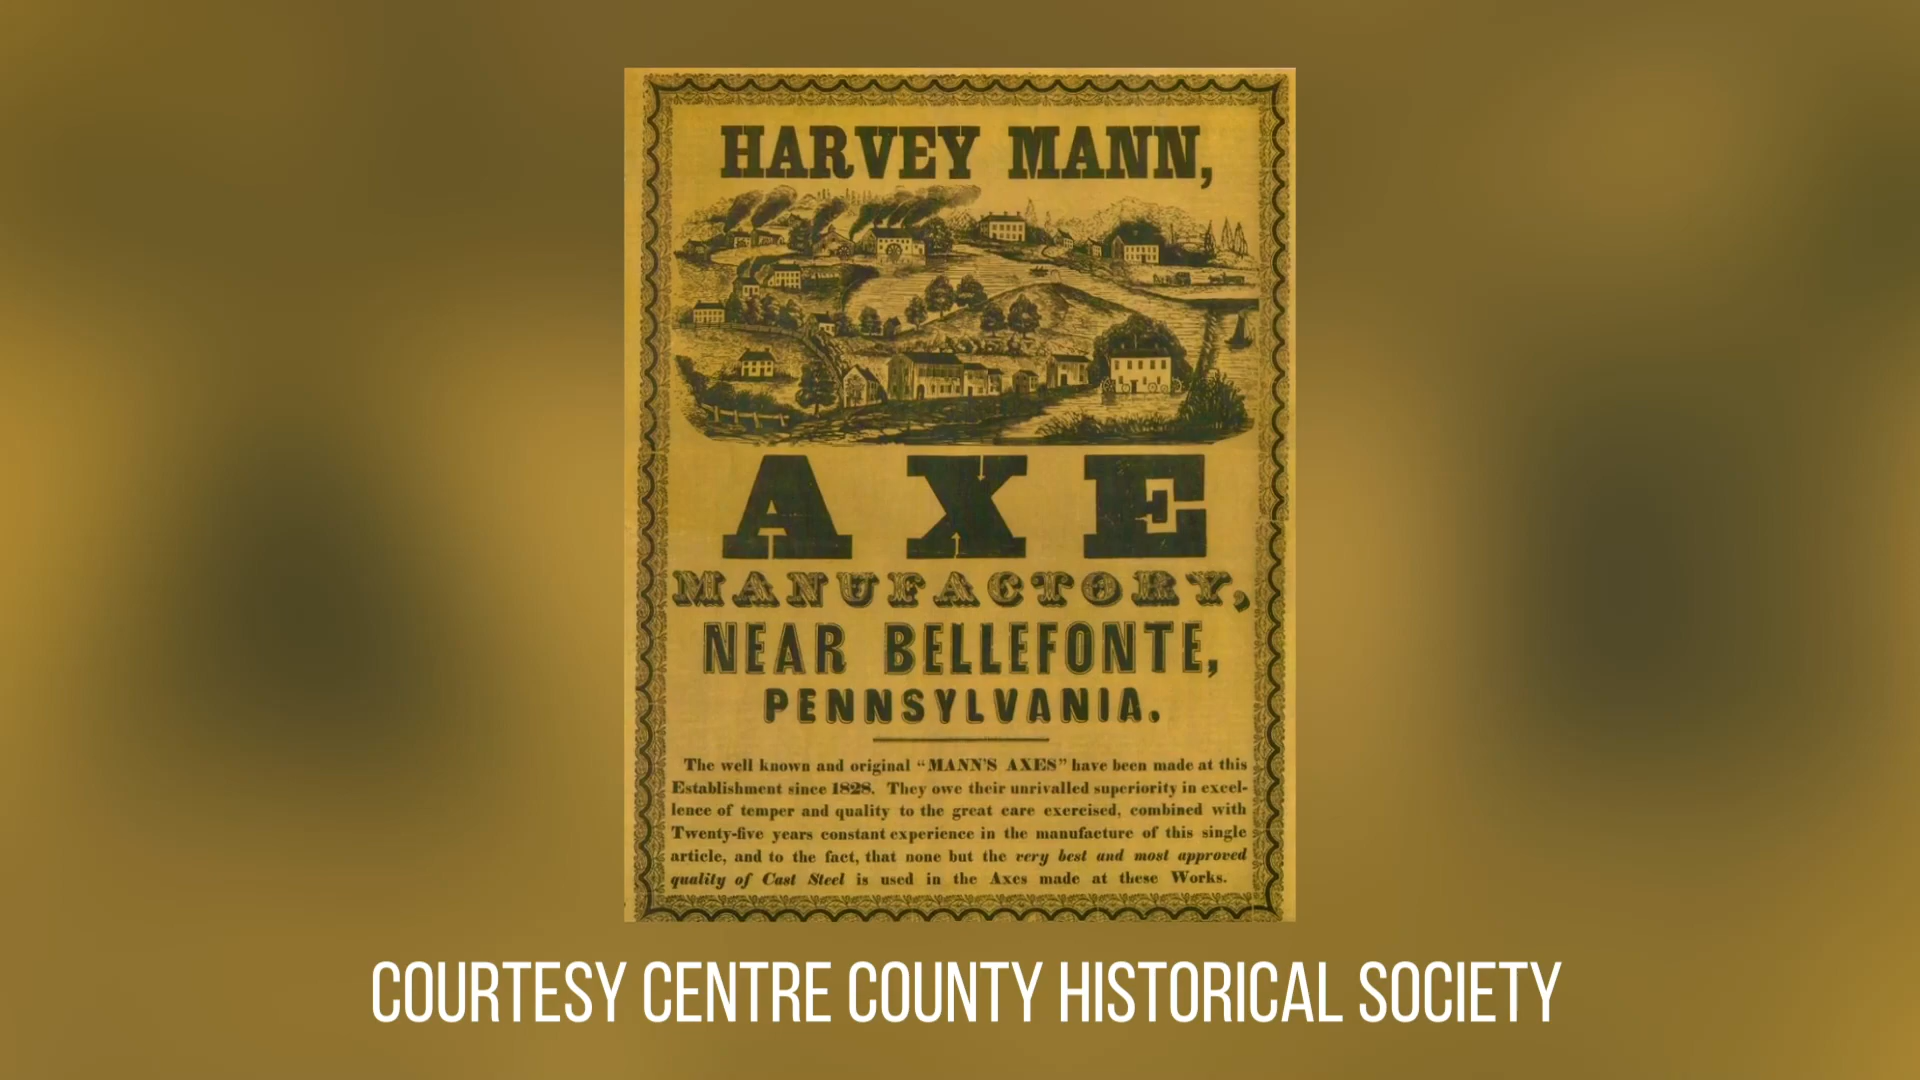 HARVEY MANN,
AXE
MANUFACTORY,
NEAR BELLEFONTE,
PENNSYLVANIA.
The well known and original “MANN'S AXES” have been made at this
Establishment since 1828. They owe their unrivalled superiority in excel-
lence of temper and quality to the great care exercised, combined with
Twenty-five years constant experience in the manufacture of this single
article, and to the fact, that none but the very best and most approved
quality of Cast Steel is used in the Axes made at these Works.
COURTESY CENTRE COUNTY HISTORICAL SOCIETY